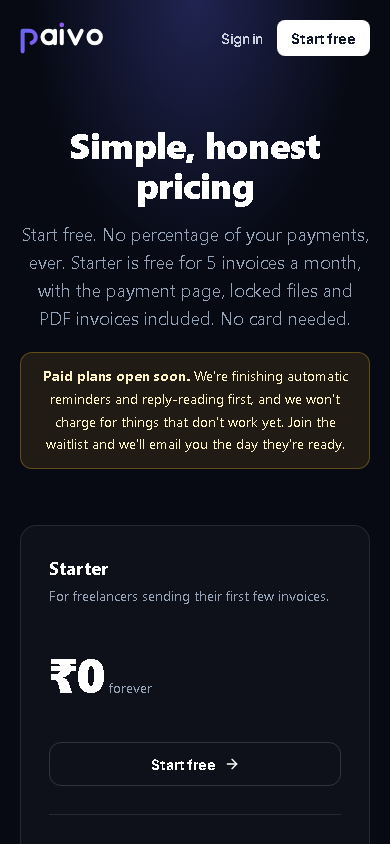 paivo
Sign in
Start free
Simple, honest
pricing
Start free. No percentage of your payments,
ever. Starter is free for 5 invoices a month,
with the payment page, locked files and
PDF invoices included. No card needed.
Paid plans open soon. We're finishing automatic
reminders and reply-reading first, and we won't
charge for things that don't work yet. Join the
waitlist and we'll email you the day they're ready.
Starter
For freelancers sending their first few invoices.
₹0 forever
Start free →